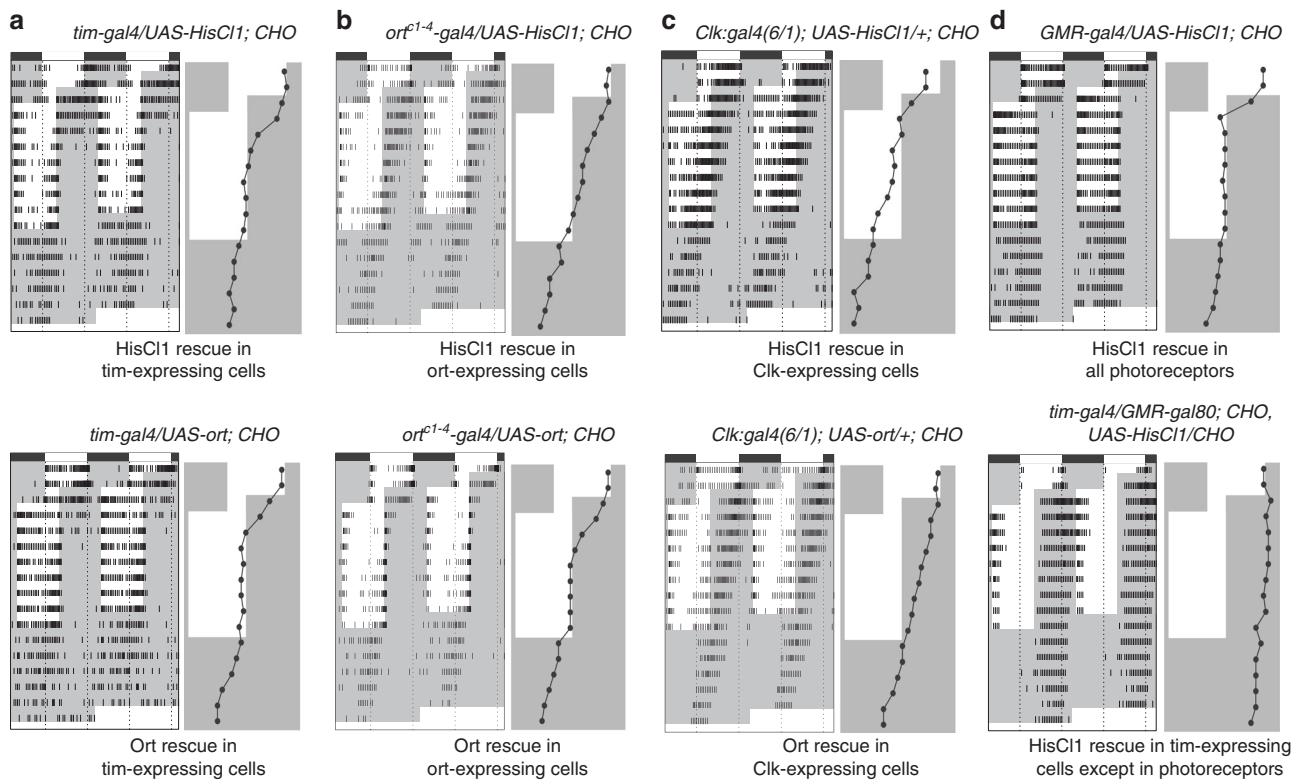 a
tim-gal4/UAS-HisCl1; CHO
HisCl1 rescue in
tim-expressing cells
b
ort^c1-4-gal4/UAS-HisCl1; CHO
HisCl1 rescue in
ort-expressing cells
c
Clk:gal4(6/1); UAS-HisCl1/+; CHO
HisCl1 rescue in
Clk-expressing cells
d
GMR-gal4/UAS-HisCl1; CHO
HisCl1 rescue in
all photoreceptors
tim-gal4/UAS-ort; CHO
Ort rescue in
tim-expressing cells
ort^c1-4-gal4/UAS-ort; CHO
Ort rescue in
ort-expressing cells
Clk:gal4(6/1); UAS-ort/+; CHO
Ort rescue in
Clk-expressing cells
tim-gal4/GMR-gal80; CHO,
UAS-HisCl1/CHO
HisCl1 rescue in tim-expressing
cells except in photoreceptors